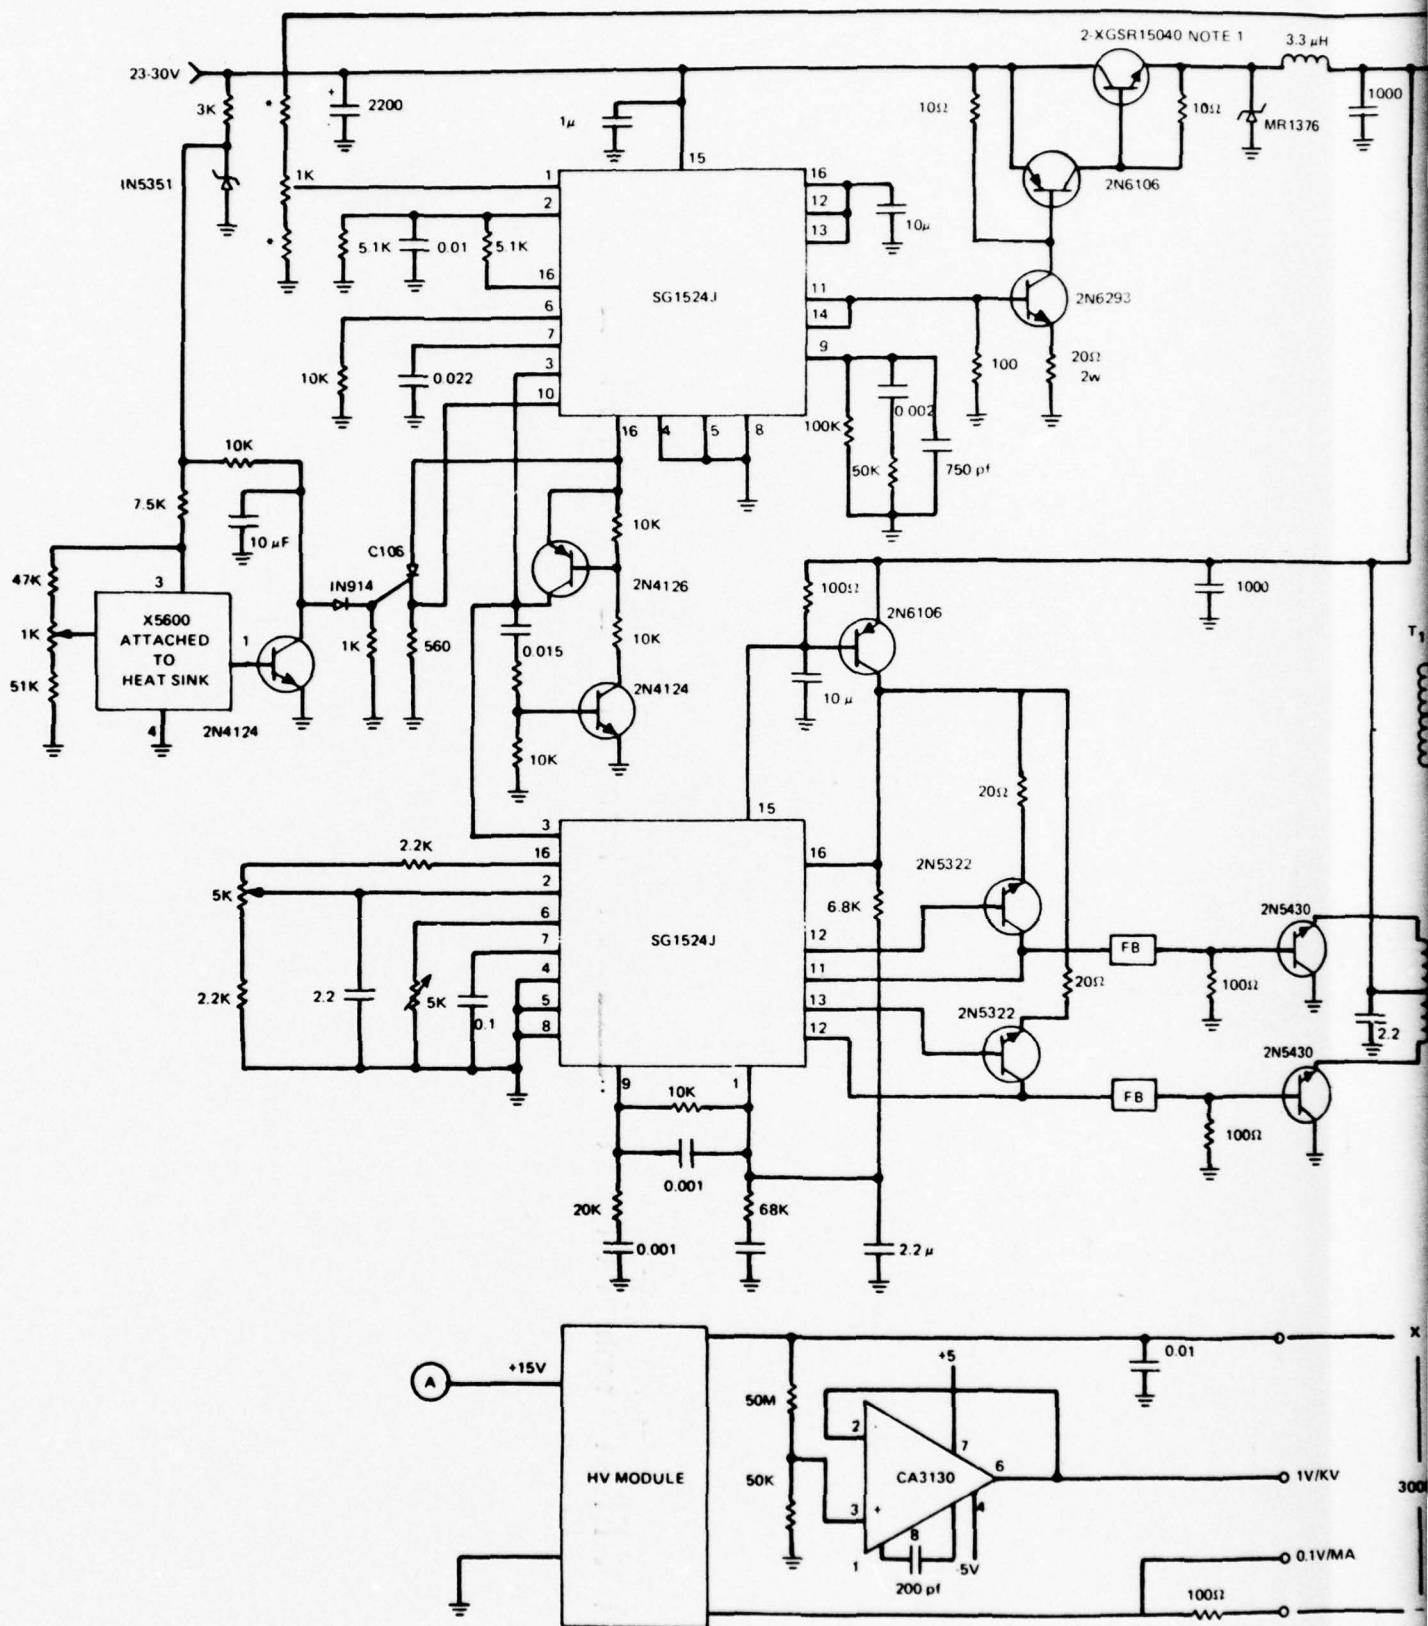 2-XGSR15040 NOTE 1
3.3 µH
23-30V
3K
*
+
2200
1µ
10Ω
10Ω
MR1376
1000
IN5351
1K
*
15
1
2
16
12
13
10µ
2N6106
5.1K
0.01
5.1K
16
6
7
3
10
SG1524J
11
14
9
2N6293
10K
0.022
100
20Ω
2w
16
4
5
8
100K
0.002
50K
750 pf
10K
7.5K
10 µF
C106
10K
2N4126
IN914
47K
3
1K
51K
X5600
ATTACHED
TO
HEAT SINK
1
4
2N4124
1K
560
0.015
10K
2N4124
10K
100Ω
2N6106
1000
10 µ
T1
15
20Ω
3
16
2
6
7
4
5
8
2.2K
5K
2.2K
2.2
5K
0.1
SG1524J
16
12
11
13
12
6.8K
2N5322
2N5322
20Ω
FB
FB
2N5430
100Ω
2N5430
100Ω
2.2
9
1
10K
0.001
20K
68K
0.001
2.2 µ
A
+15V
HV MODULE
50M
50K
+5
2
7
CA3130
6
3
+
4
8
1
200 pf
5V
0.01
X
1V/KV
300
0.1V/MA
100Ω